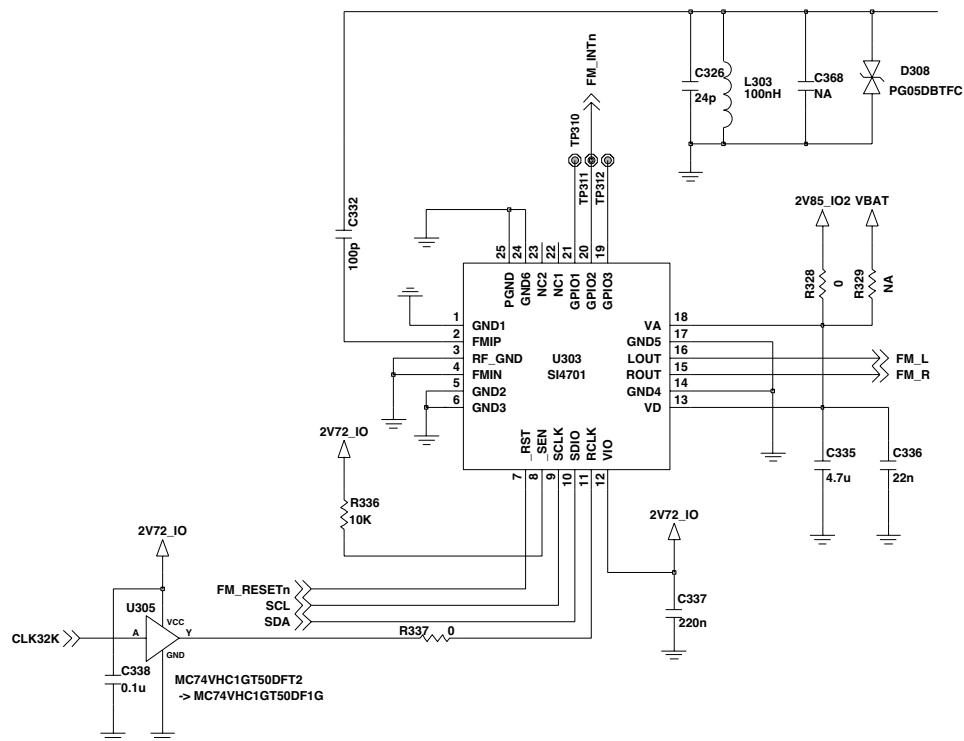 FM_INTn
TP310
TP311
TP312
C326
24p
L303
100nH
C368
NA
D308
PG05DBTFC
C332
100p
2V85_IO2 VBAT
R328
0
R329
NA
25
24
23
22
21
20
19
PGND
GND6
NC2
NC1
GPIO1
GPIO2
GPIO3
1
GND1
2
FMIP
3
RF_GND
4
FMIN
5
GND2
6
GND3
U303
SI4701
VA
18
GND5
17
LOUT
16
ROUT
15
GND4
14
VD
13
FM_L
FM_R
_RST
_SEN
SCLK
SDIO
RCLK
VIO
7
8
9
10
11
12
2V72_IO
R336
10K
C335
4.7u
C336
22n
2V72_IO
2V72_IO
C337
220n
FM_RESETn
SCL
SDA
R337
0
U305
VCC
CLK32K
A
Y
GND
C338
0.1u
MC74VHC1GT50DFT2
-> MC74VHC1GT50DF1G